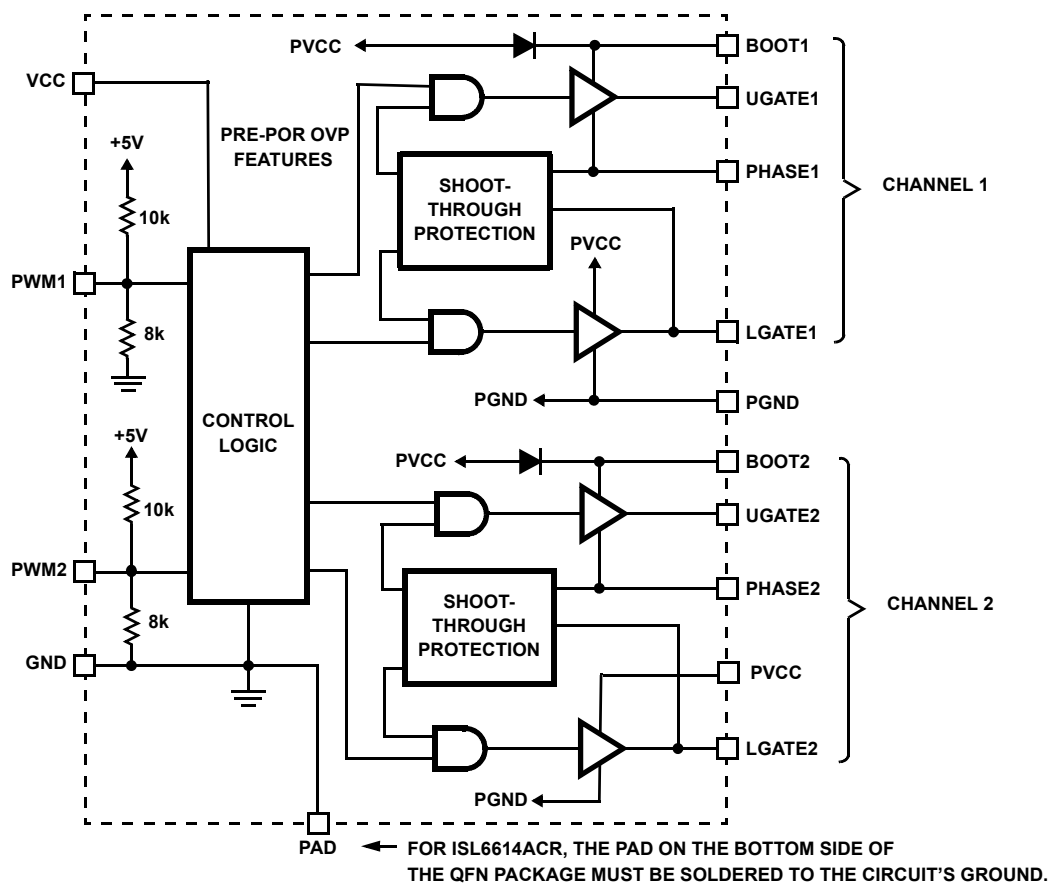 PVCC
BOOT1
VCC
UGATE1
+5V
PRE-POR OVP
FEATURES
PHASE1
SHOOT-
THROUGH
PROTECTION
CHANNEL 1
10k
PVCC
PWM1
8k
LGATE1
PGND
PGND
CONTROL
LOGIC
+5V
PVCC
BOOT2
10k
UGATE2
PWM2
PHASE2
SHOOT-
THROUGH
PROTECTION
CHANNEL 2
8k
GND
PVCC
LGATE2
PGND
PAD
FOR ISL6614ACR, THE PAD ON THE BOTTOM SIDE OF
THE QFN PACKAGE MUST BE SOLDERED TO THE CIRCUIT'S GROUND.